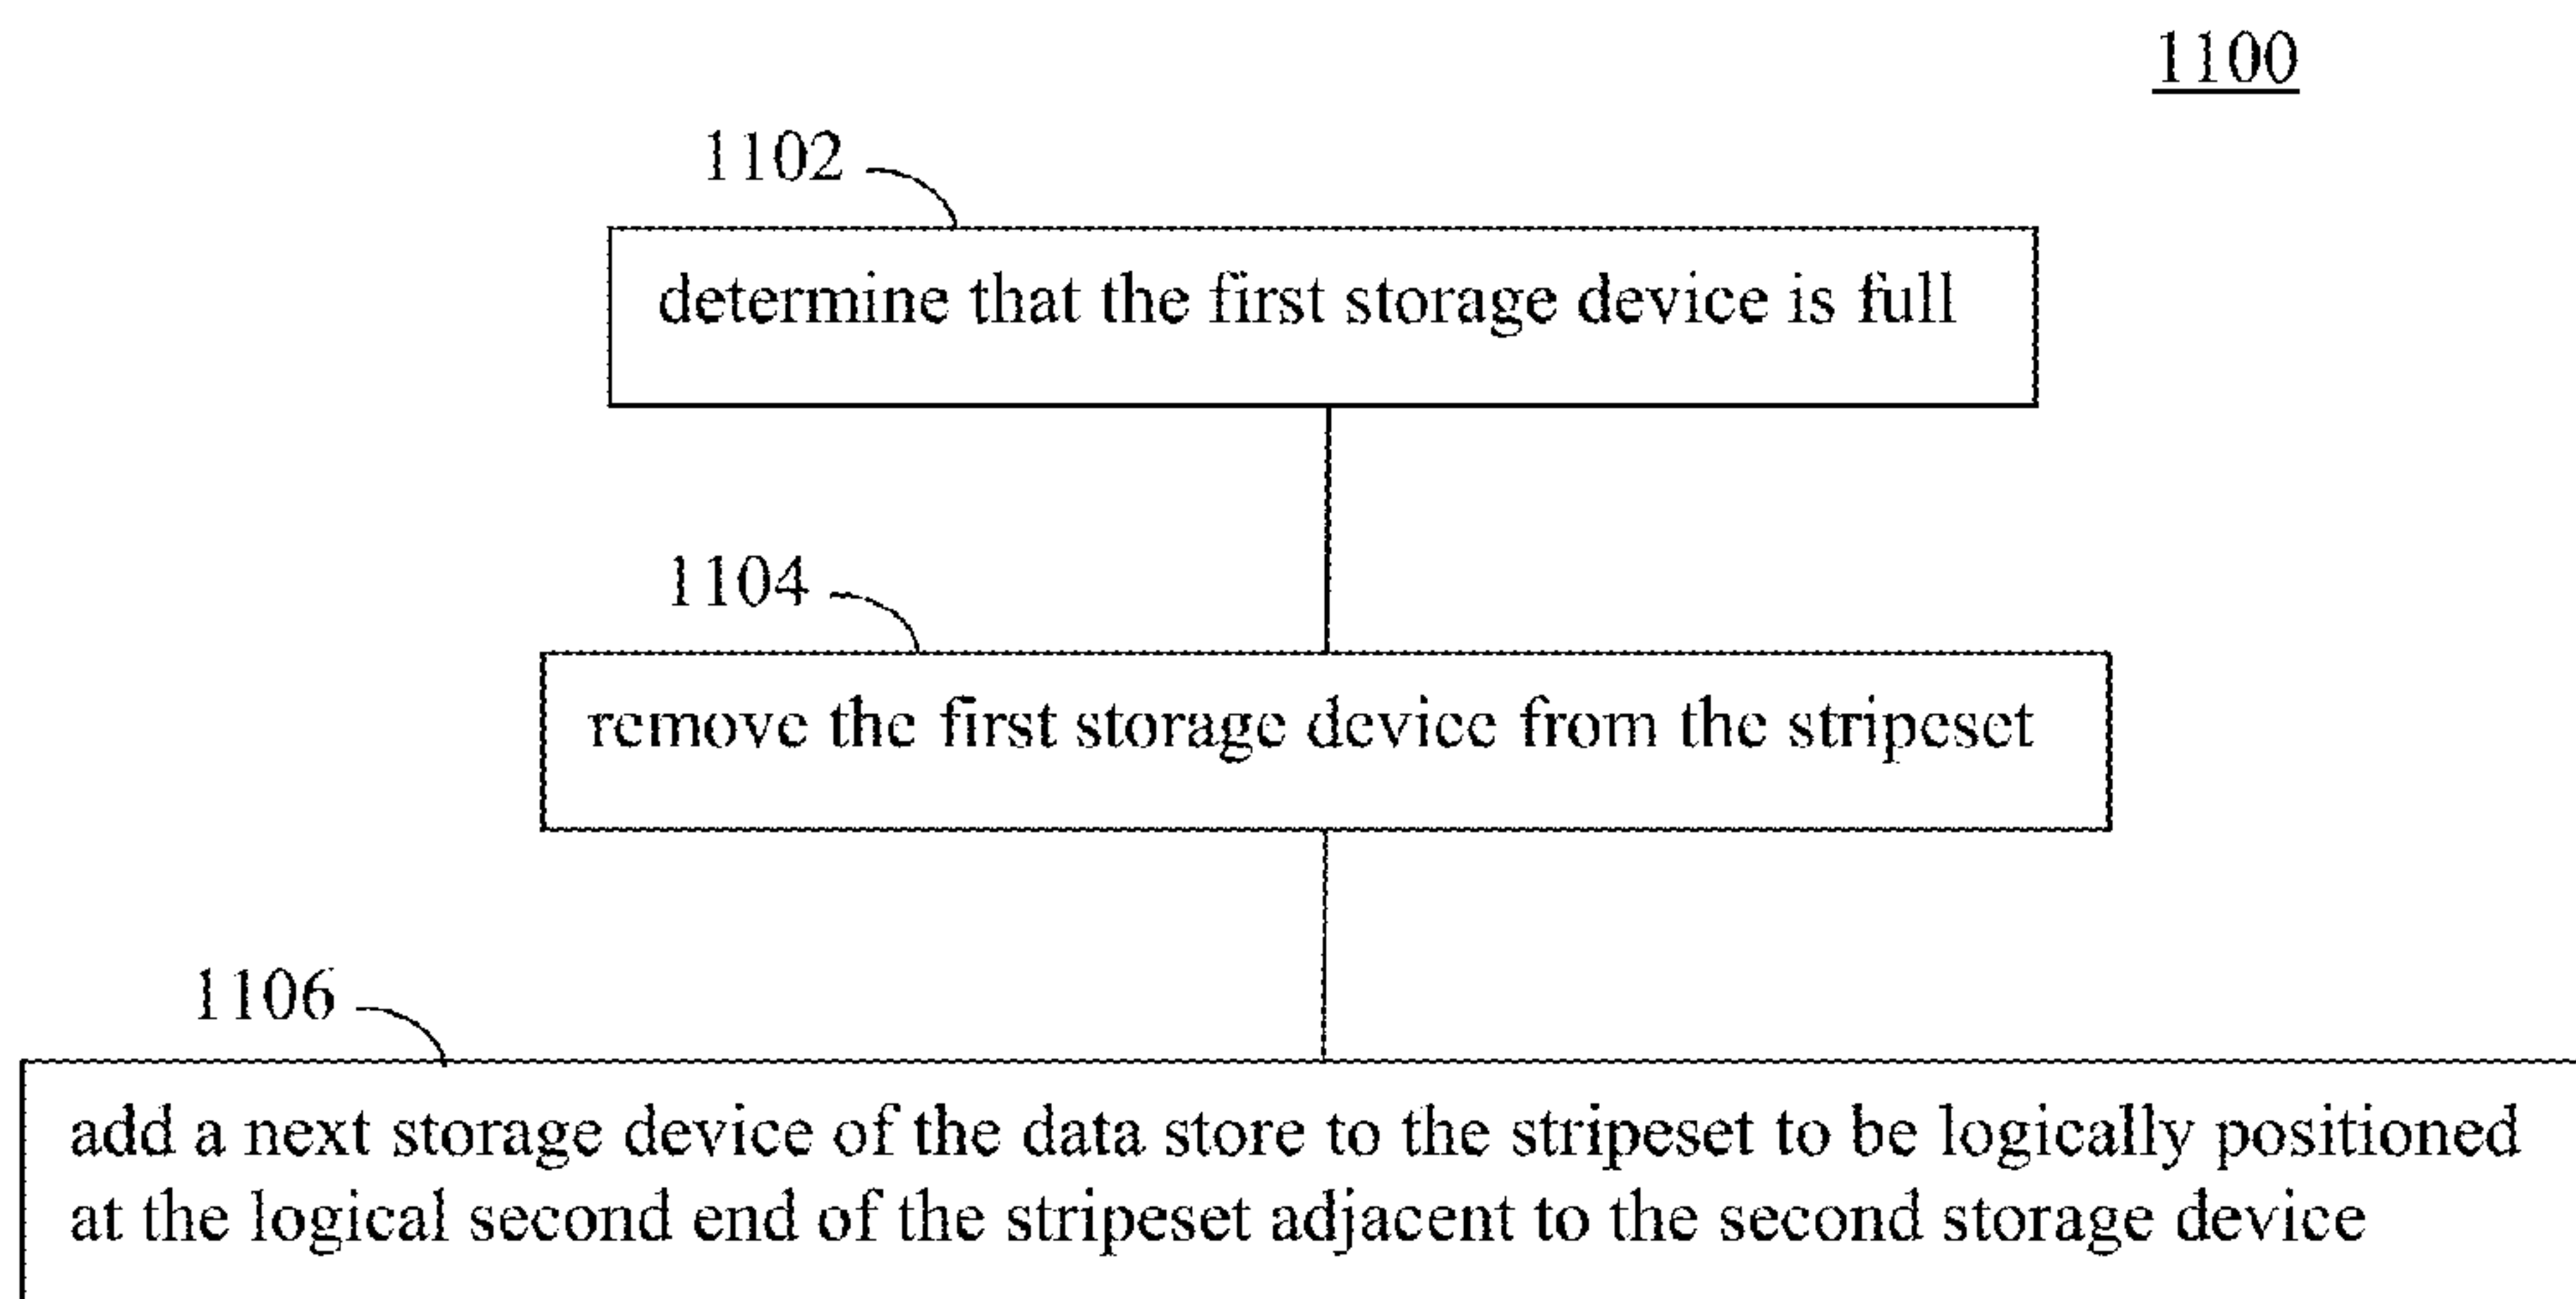 1100
1102
determine that the first storage device is full
1104
remove the first storage device from the stripeset
1106
add a next storage device of the data store to the stripeset to be logically positioned
at the logical second end of the stripeset adjacent to the second storage device